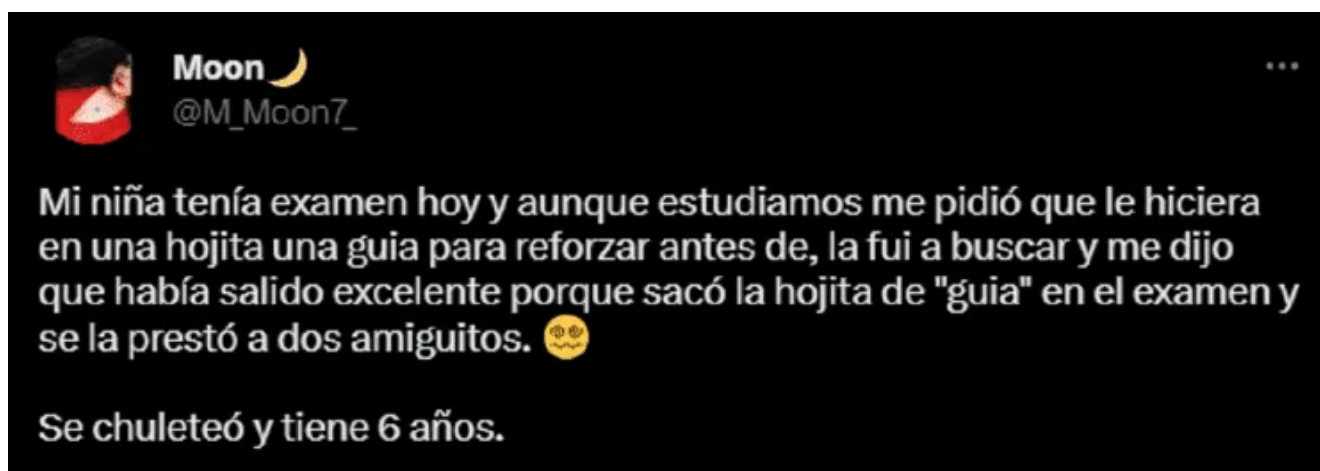 Moon🌙
@M_Moon7_
Mi niña tenía examen hoy y aunque estudiamos me pidió que le hiciera
en una hojita una guia para reforzar antes de, la fui a buscar y me dijo
que había salido excelente porque sacó la hojita de "guia" en el examen y
se la prestó a dos amiguitos. 😵‍💫
Se chuleteó y tiene 6 años.